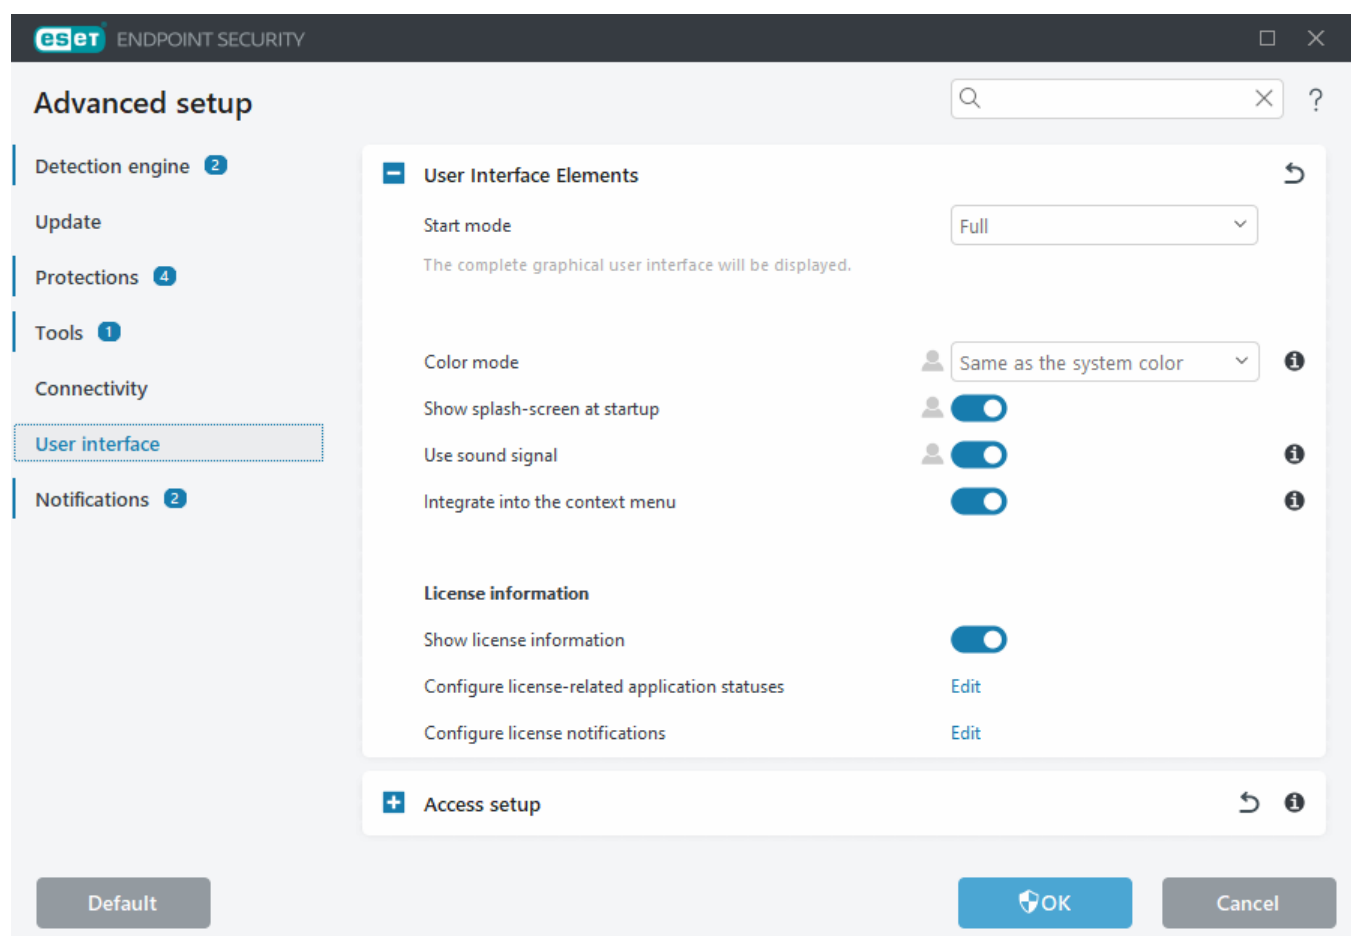 eset ENDPOINT SECURITY
Advanced setup
?
Detection engine 2
Update
Protections 4
Tools 1
Connectivity
User interface
Notifications 2
User Interface Elements
Start mode Full
The complete graphical user interface will be displayed.
Color mode Same as the system color
Show splash-screen at startup
Use sound signal
Integrate into the context menu
License information
Show license information
Configure license-related application statuses Edit
Configure license notifications Edit
Access setup
Default OK Cancel